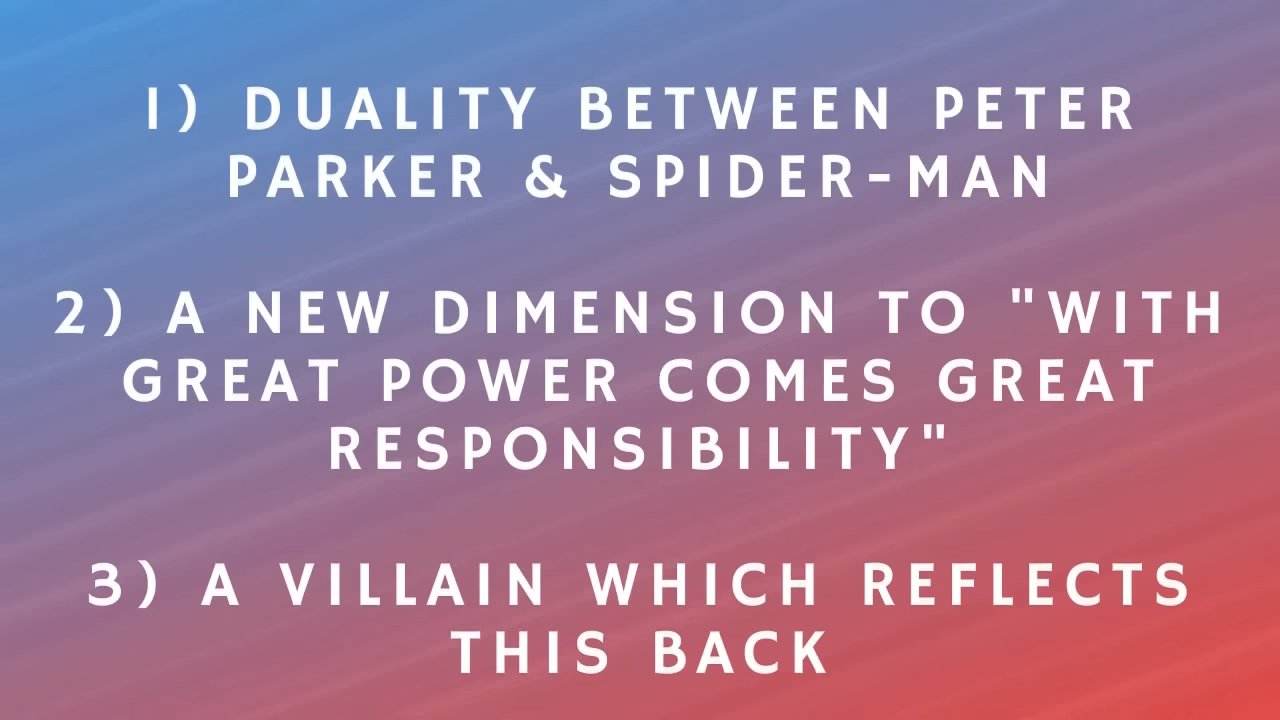 1) DUALITY BETWEEN PETER
PARKER & SPIDER-MAN
2) A NEW DIMENSION TO "WITH
GREAT POWER COMES GREAT
RESPONSIBILITY"
3) A VILLAIN WHICH REFLECTS
THIS BACK